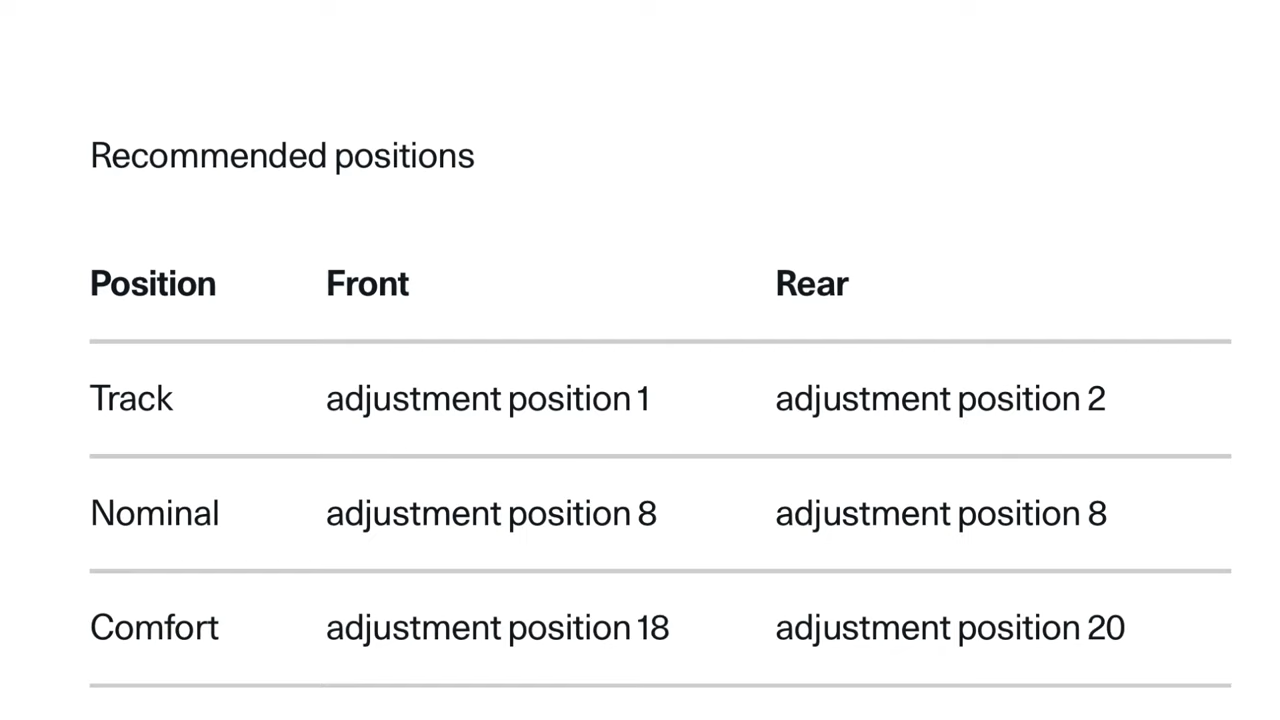 Recommended positions
Position Front Rear
Track adjustment position 1 adjustment position 2
Nominal adjustment position 8 adjustment position 8
Comfort adjustment position 18 adjustment position 20